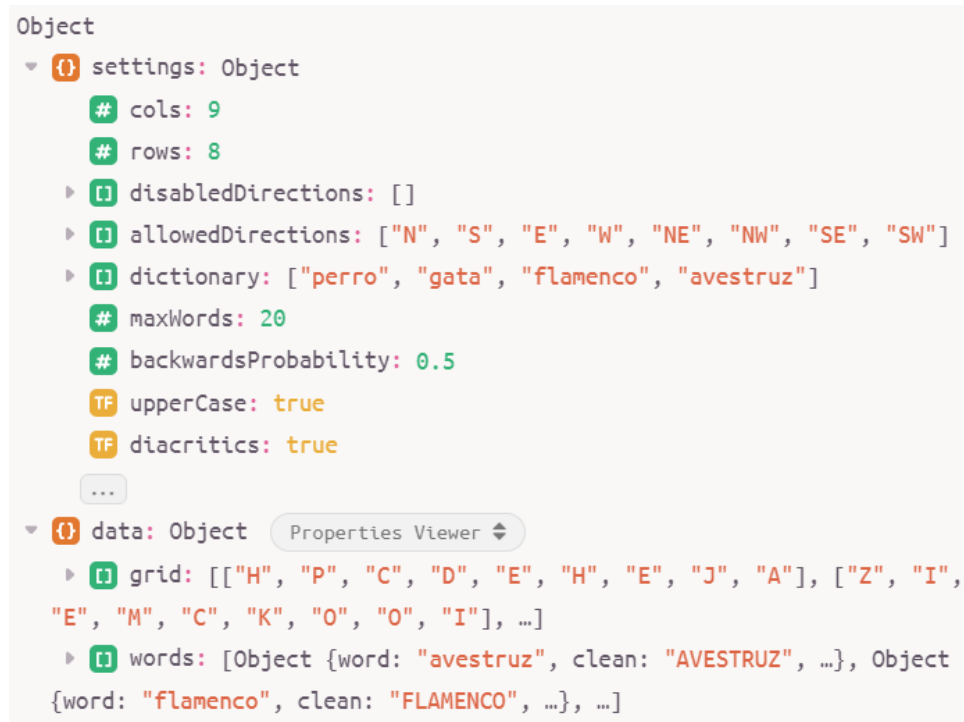 Object
{} settings: Object
# cols: 9
# rows: 8
[] disabledDirections: []
[] allowedDirections: ["N", "S", "E", "W", "NE", "NW", "SE", "SW"]
[] dictionary: ["perro", "gata", "flamenco", "avestruz"]
# maxWords: 20
# backwardsProbability: 0.5
TF upperCase: true
TF diacritics: true
...
{} data: Object Properties Viewer
[] grid: [["H", "P", "C", "D", "E", "H", "E", "J", "A"], ["Z", "I",
"E", "M", "C", "K", "O", "O", "I"], …]
[] words: [Object {word: "avestruz", clean: "AVESTRUZ", …}, Object
{word: "flamenco", clean: "FLAMENCO", …}, …]